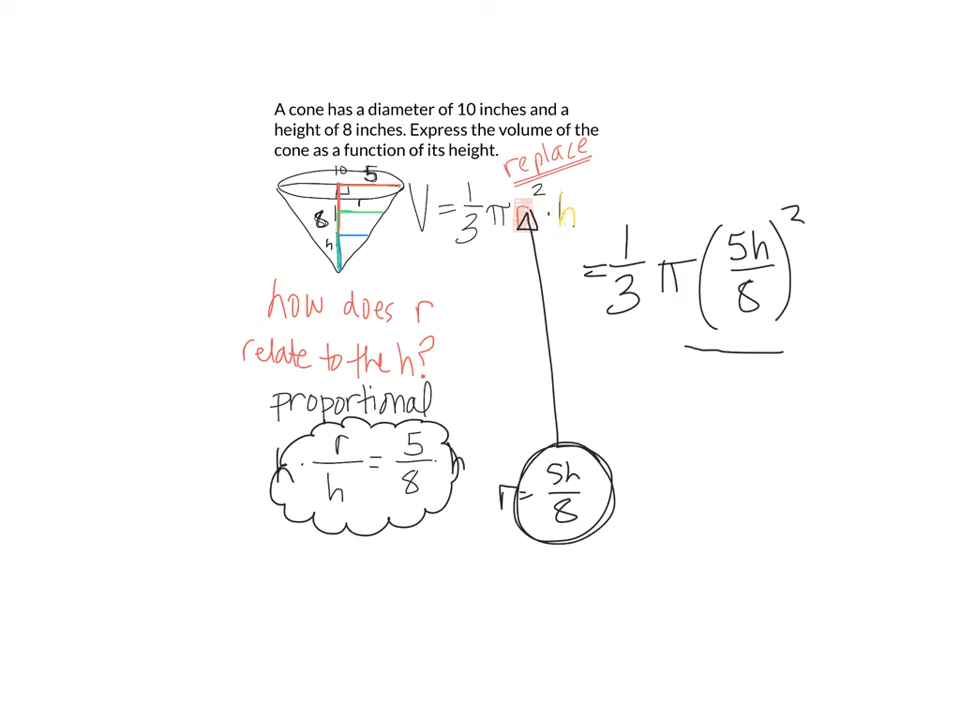 A cone has a diameter of 10 inches and a
height of 8 inches. Express the volume of the
cone as a function of its height.
replace
10 5
r
8
h
V = 1/3 π r² · h
= 1/3 π (5h/8)²
how does r
relate to the h?
proportional
h · r/h = 5/8 · h
r = 5h/8